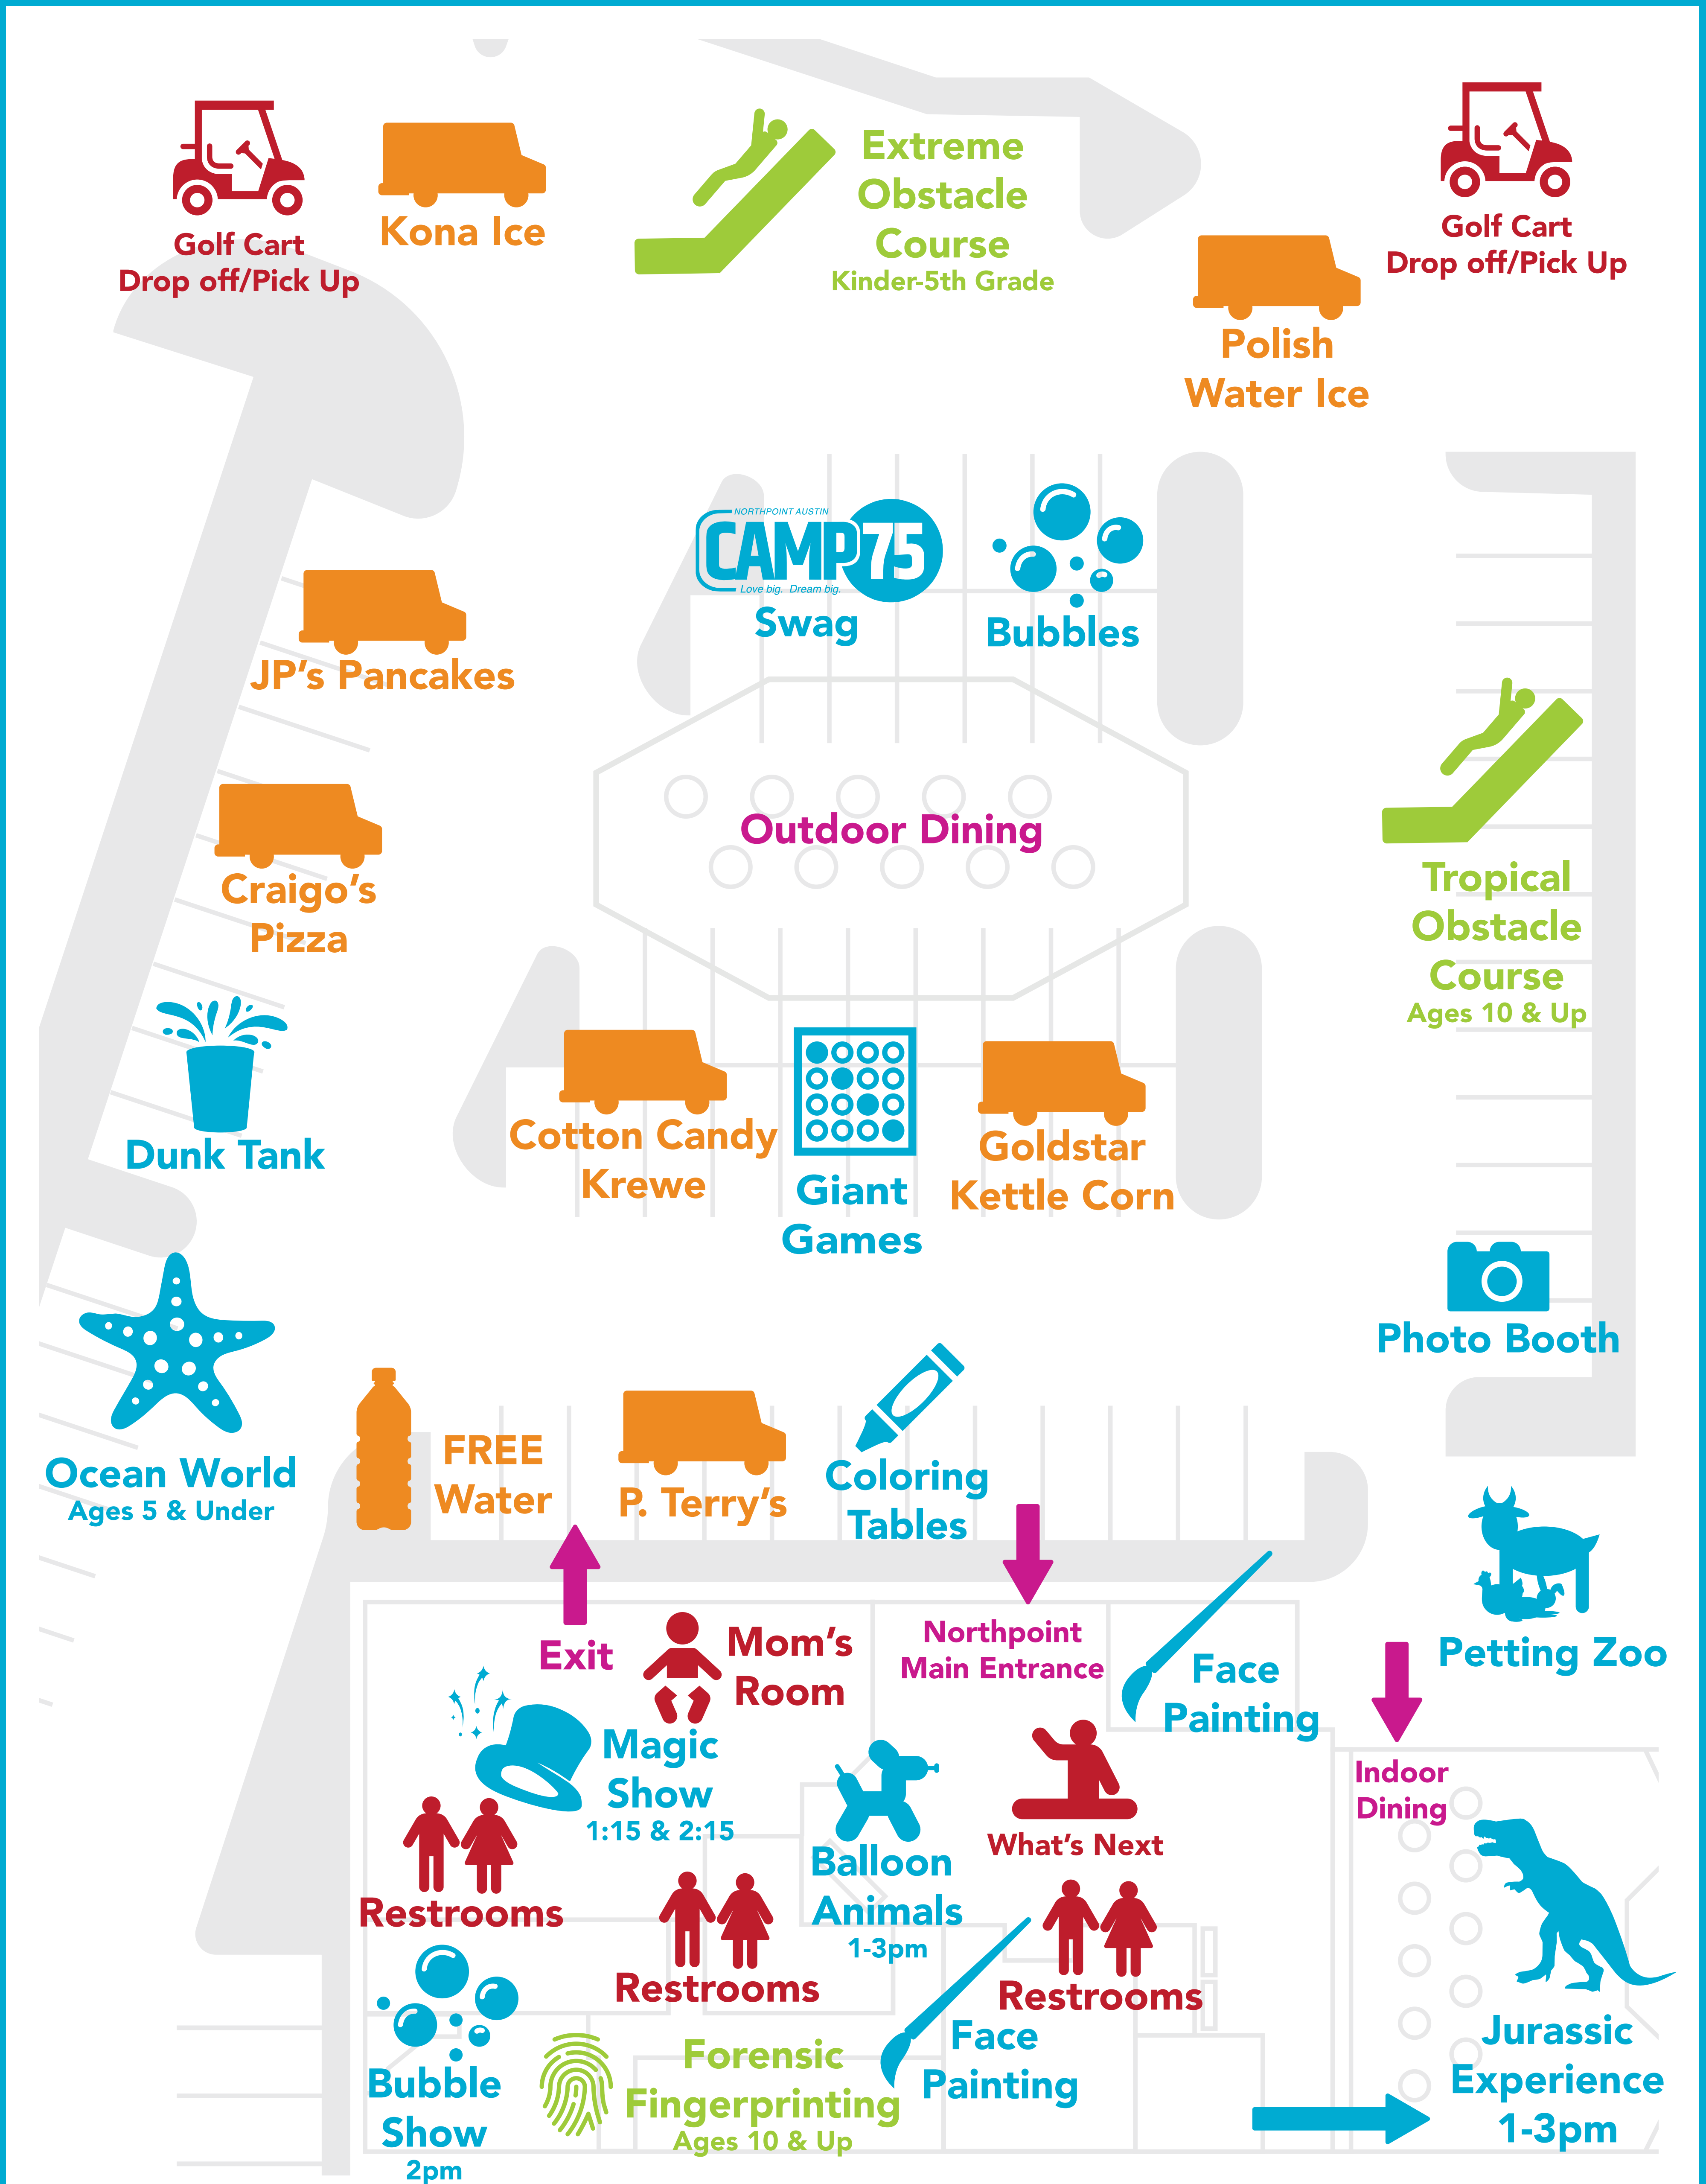 Golf Cart
Drop off/Pick Up
Kona Ice
Extreme
Obstacle
Course
Kinder-5th Grade
Golf Cart
Drop off/Pick Up
Polish
Water Ice
NORTHPOINT AUSTIN
CAMP75
Love big. Dream big.
Swag
Bubbles
JP's Pancakes
Outdoor Dining
Craigo's
Pizza
Tropical
Obstacle
Course
Ages 10 & Up
Dunk Tank
Cotton Candy
Krewe
Giant
Games
Goldstar
Kettle Corn
Photo Booth
Ocean World
Ages 5 & Under
FREE
Water
P. Terry's
Coloring
Tables
Exit
Mom's
Room
Northpoint
Main Entrance
Face
Painting
Petting Zoo
Magic
Show
1:15 & 2:15
Indoor
Dining
Balloon
Animals
1-3pm
What's Next
Restrooms
Restrooms
Restrooms
Bubble
Show
2pm
Forensic
Fingerprinting
Ages 10 & Up
Face
Painting
Jurassic
Experience
1-3pm